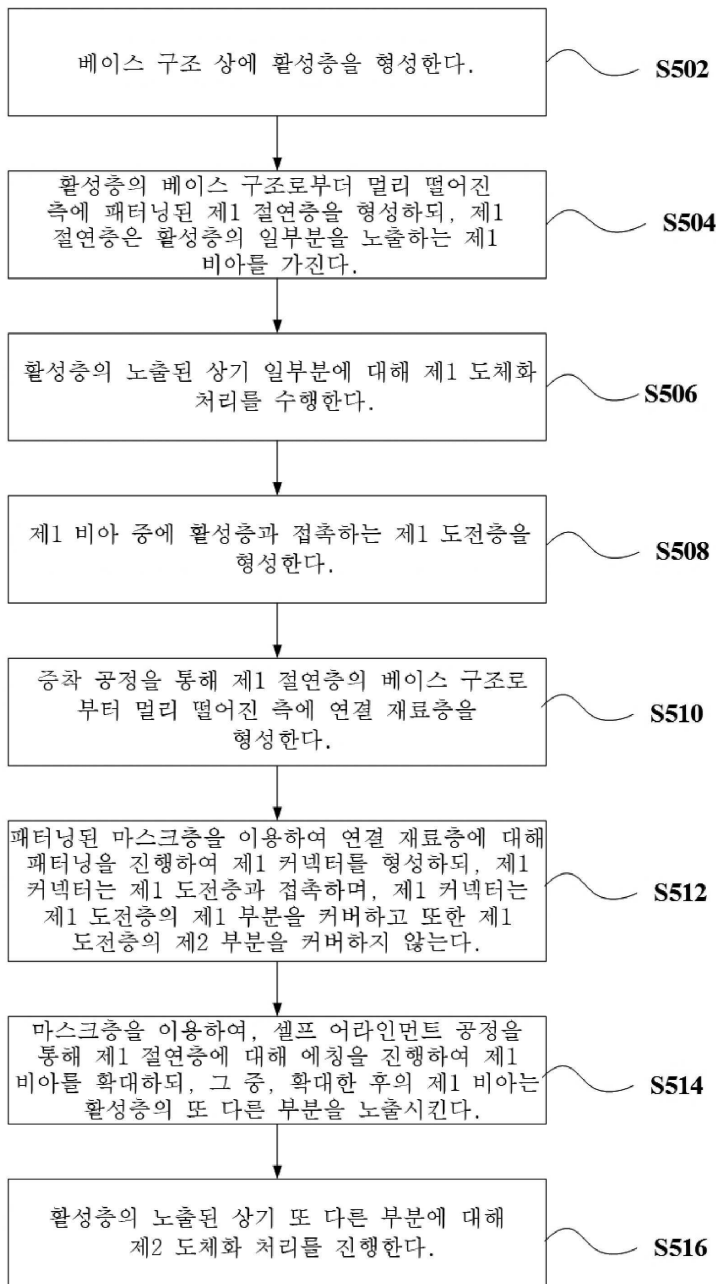 베이스 구조 상에 활성층을 형성한다.
S502
활성층의 베이스 구조로부더 멀리 떨어진
측에 패터닝된 제1 절연층을 형성하되, 제1
절연층은 활성층의 일부분을 노출하는 제1
비아를 가진다.
S504
활성층의 노출된 상기 일부분에 대해 제1 도체화
처리를 수행한다.
S506
제1 비아 중에 활성층과 접촉하는 제1 도전층을
형성한다.
S508
증착 공정을 통해 제1 절연층의 베이스 구조로
부터 멀리 떨어진 측에 연결 재료층을
형성한다.
S510
패터닝된 마스크층을 이용하여 연결 재료층에 대해
패터닝을 진행하여 제1 커넥터를 형성하되, 제1
커넥터는 제1 도전층과 접촉하며, 제1 커넥터는
제1 도전층의 제1 부분을 커버하고 또한 제1
도전층의 제2 부분을 커버하지 않는다.
S512
마스크층을 이용하여, 셀프 어라인먼트 공정을
통해 제1 절연층에 대해 에칭을 진행하여 제1
비아를 확대하되, 그 중, 확대한 후의 제1 비아는
활성층의 또 다른 부분을 노출시킨다.
S514
활성층의 노출된 상기 또 다른 부분에 대해
제2 도체화 처리를 진행한다.
S516